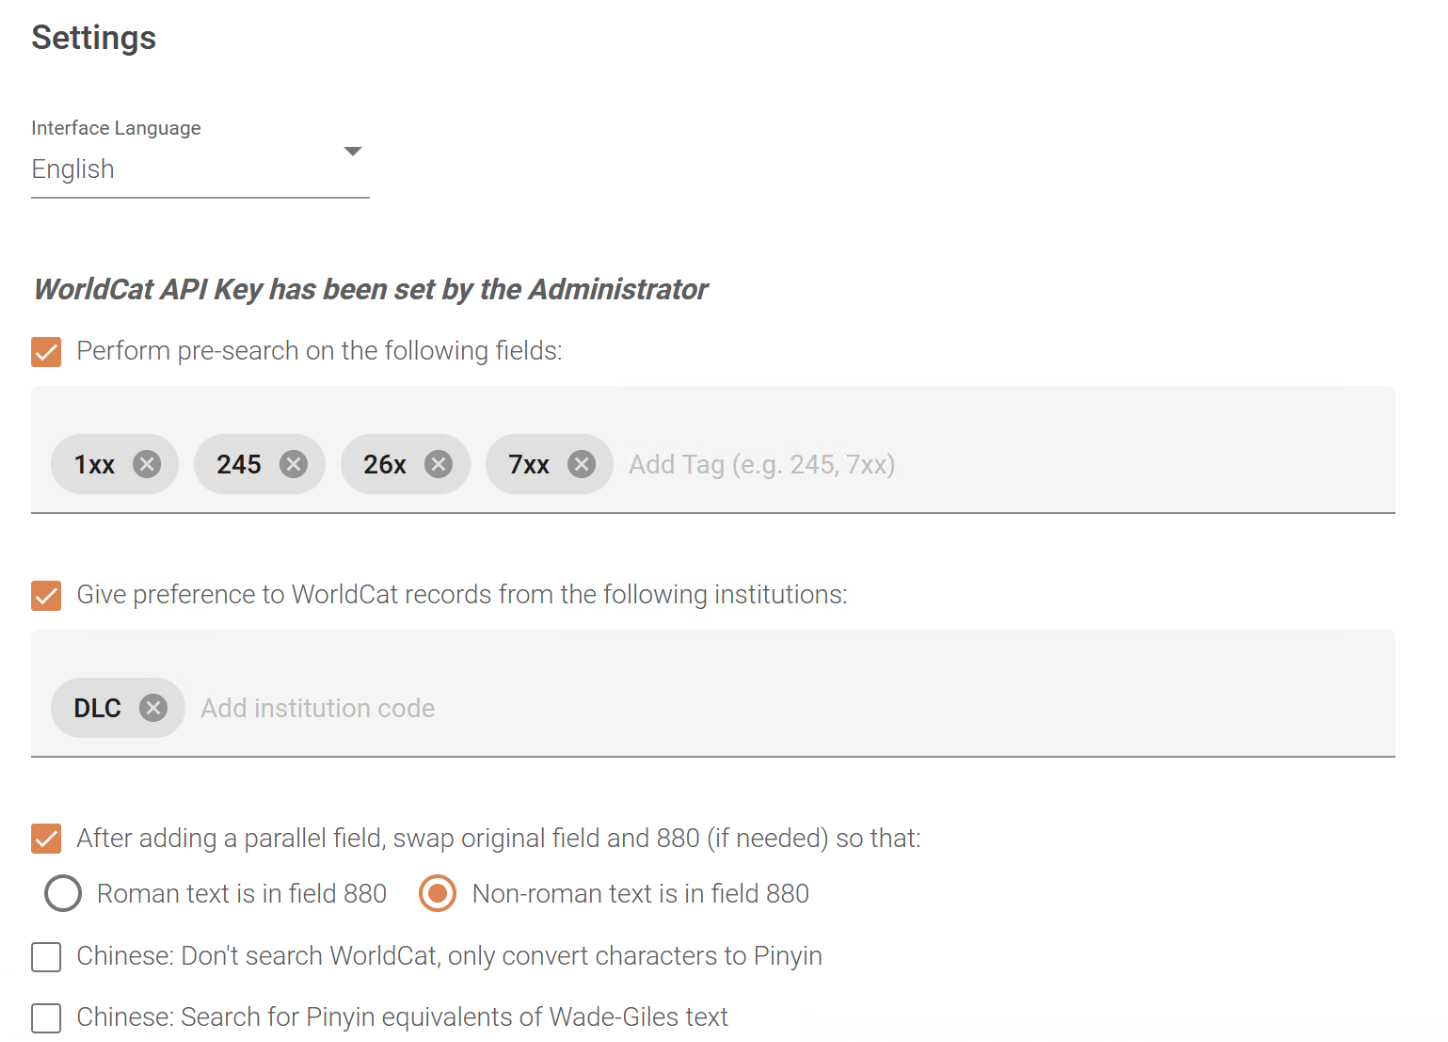 Settings
Interface Language
English
WorldCat API Key has been set by the Administrator
Perform pre-search on the following fields:
1xx 245 26x 7xx Add Tag (e.g. 245, 7xx)
Give preference to WorldCat records from the following institutions:
DLC Add institution code
After adding a parallel field, swap original field and 880 (if needed) so that:
Roman text is in field 880 Non-roman text is in field 880
Chinese: Don't search WorldCat, only convert characters to Pinyin
Chinese: Search for Pinyin equivalents of Wade-Giles text